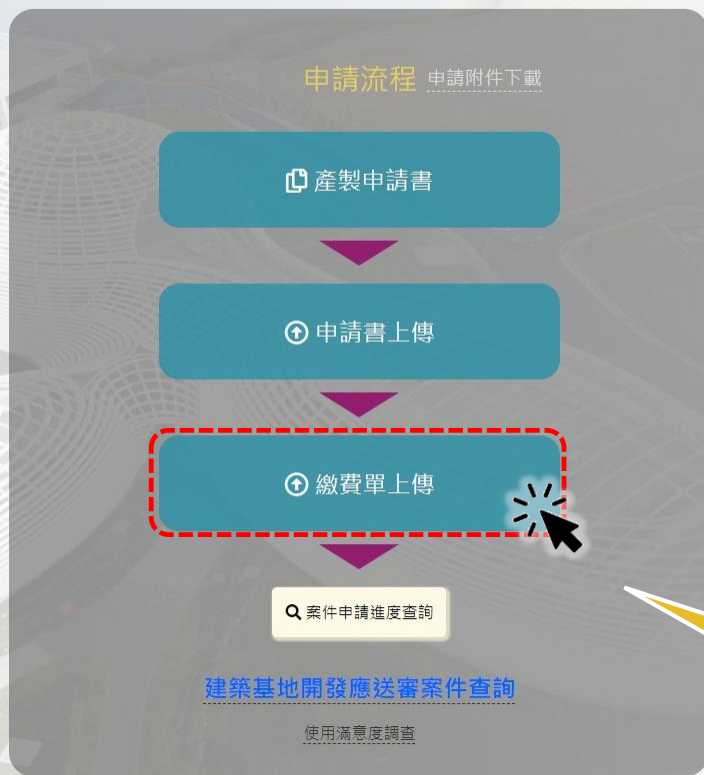 申請流程 申請附件下載
產製申請書
申請書上傳
繳費單上傳
案件申請進度查詢
建築基地開發應送審案件查詢
使用滿意度調查